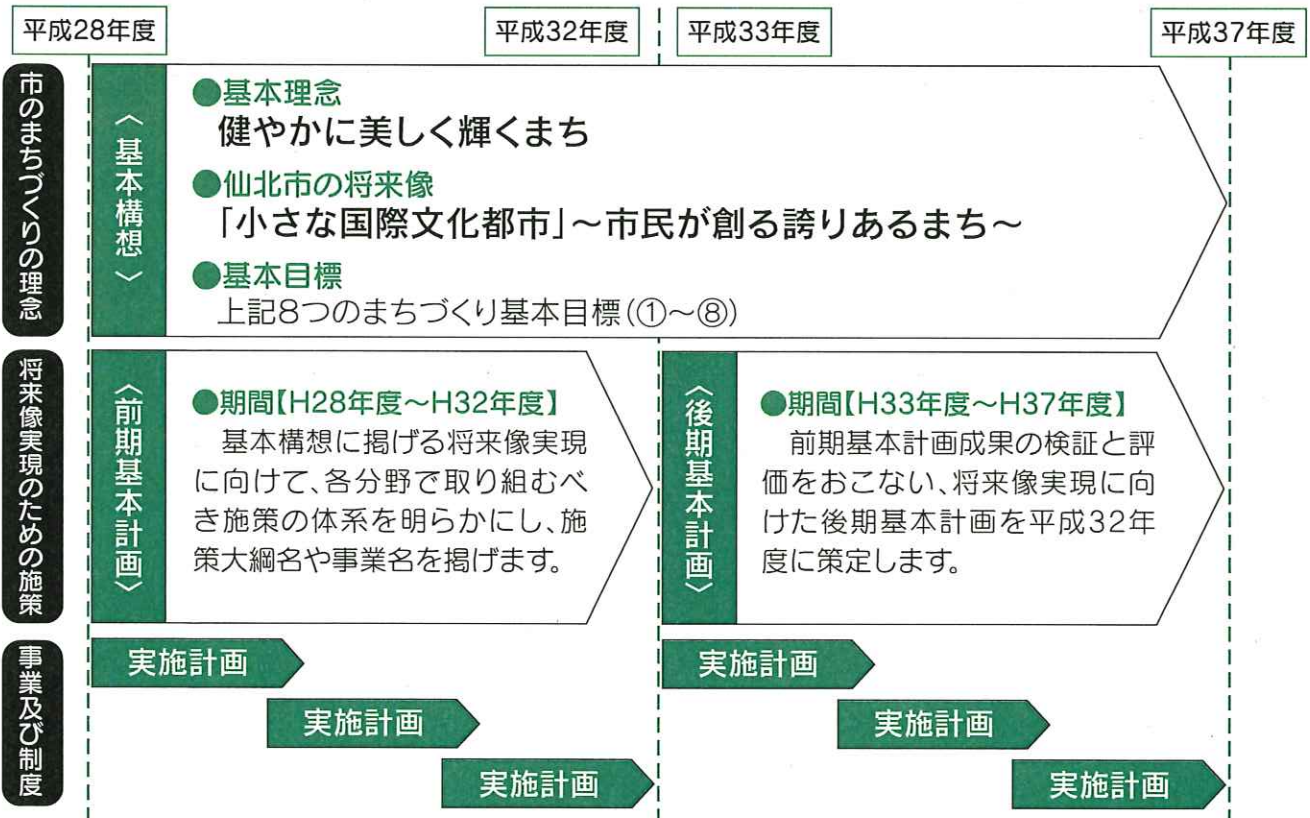 平成28年度
平成32年度
平成33年度
平成37年度
市のまちづくりの理念
〈基本構想〉
●基本理念
健やかに美しく輝くまち
●仙北市の将来像
「小さな国際文化都市」～市民が創る誇りあるまち～
●基本目標
上記8つのまちづくり基本目標(①～⑧)
将来像実現のための施策
〈前期基本計画〉
●期間【H28年度～H32年度】
基本構想に掲げる将来像実現
に向けて、各分野で取り組むべ
き施策の体系を明らかにし、施
策大綱名や事業名を掲げます。
〈後期基本計画〉
●期間【H33年度～H37年度】
前期基本計画成果の検証と評
価をおこない、将来像実現に向
けた後期基本計画を平成32年
度に策定します。
事業及び制度
実施計画
実施計画
実施計画
実施計画
実施計画
実施計画